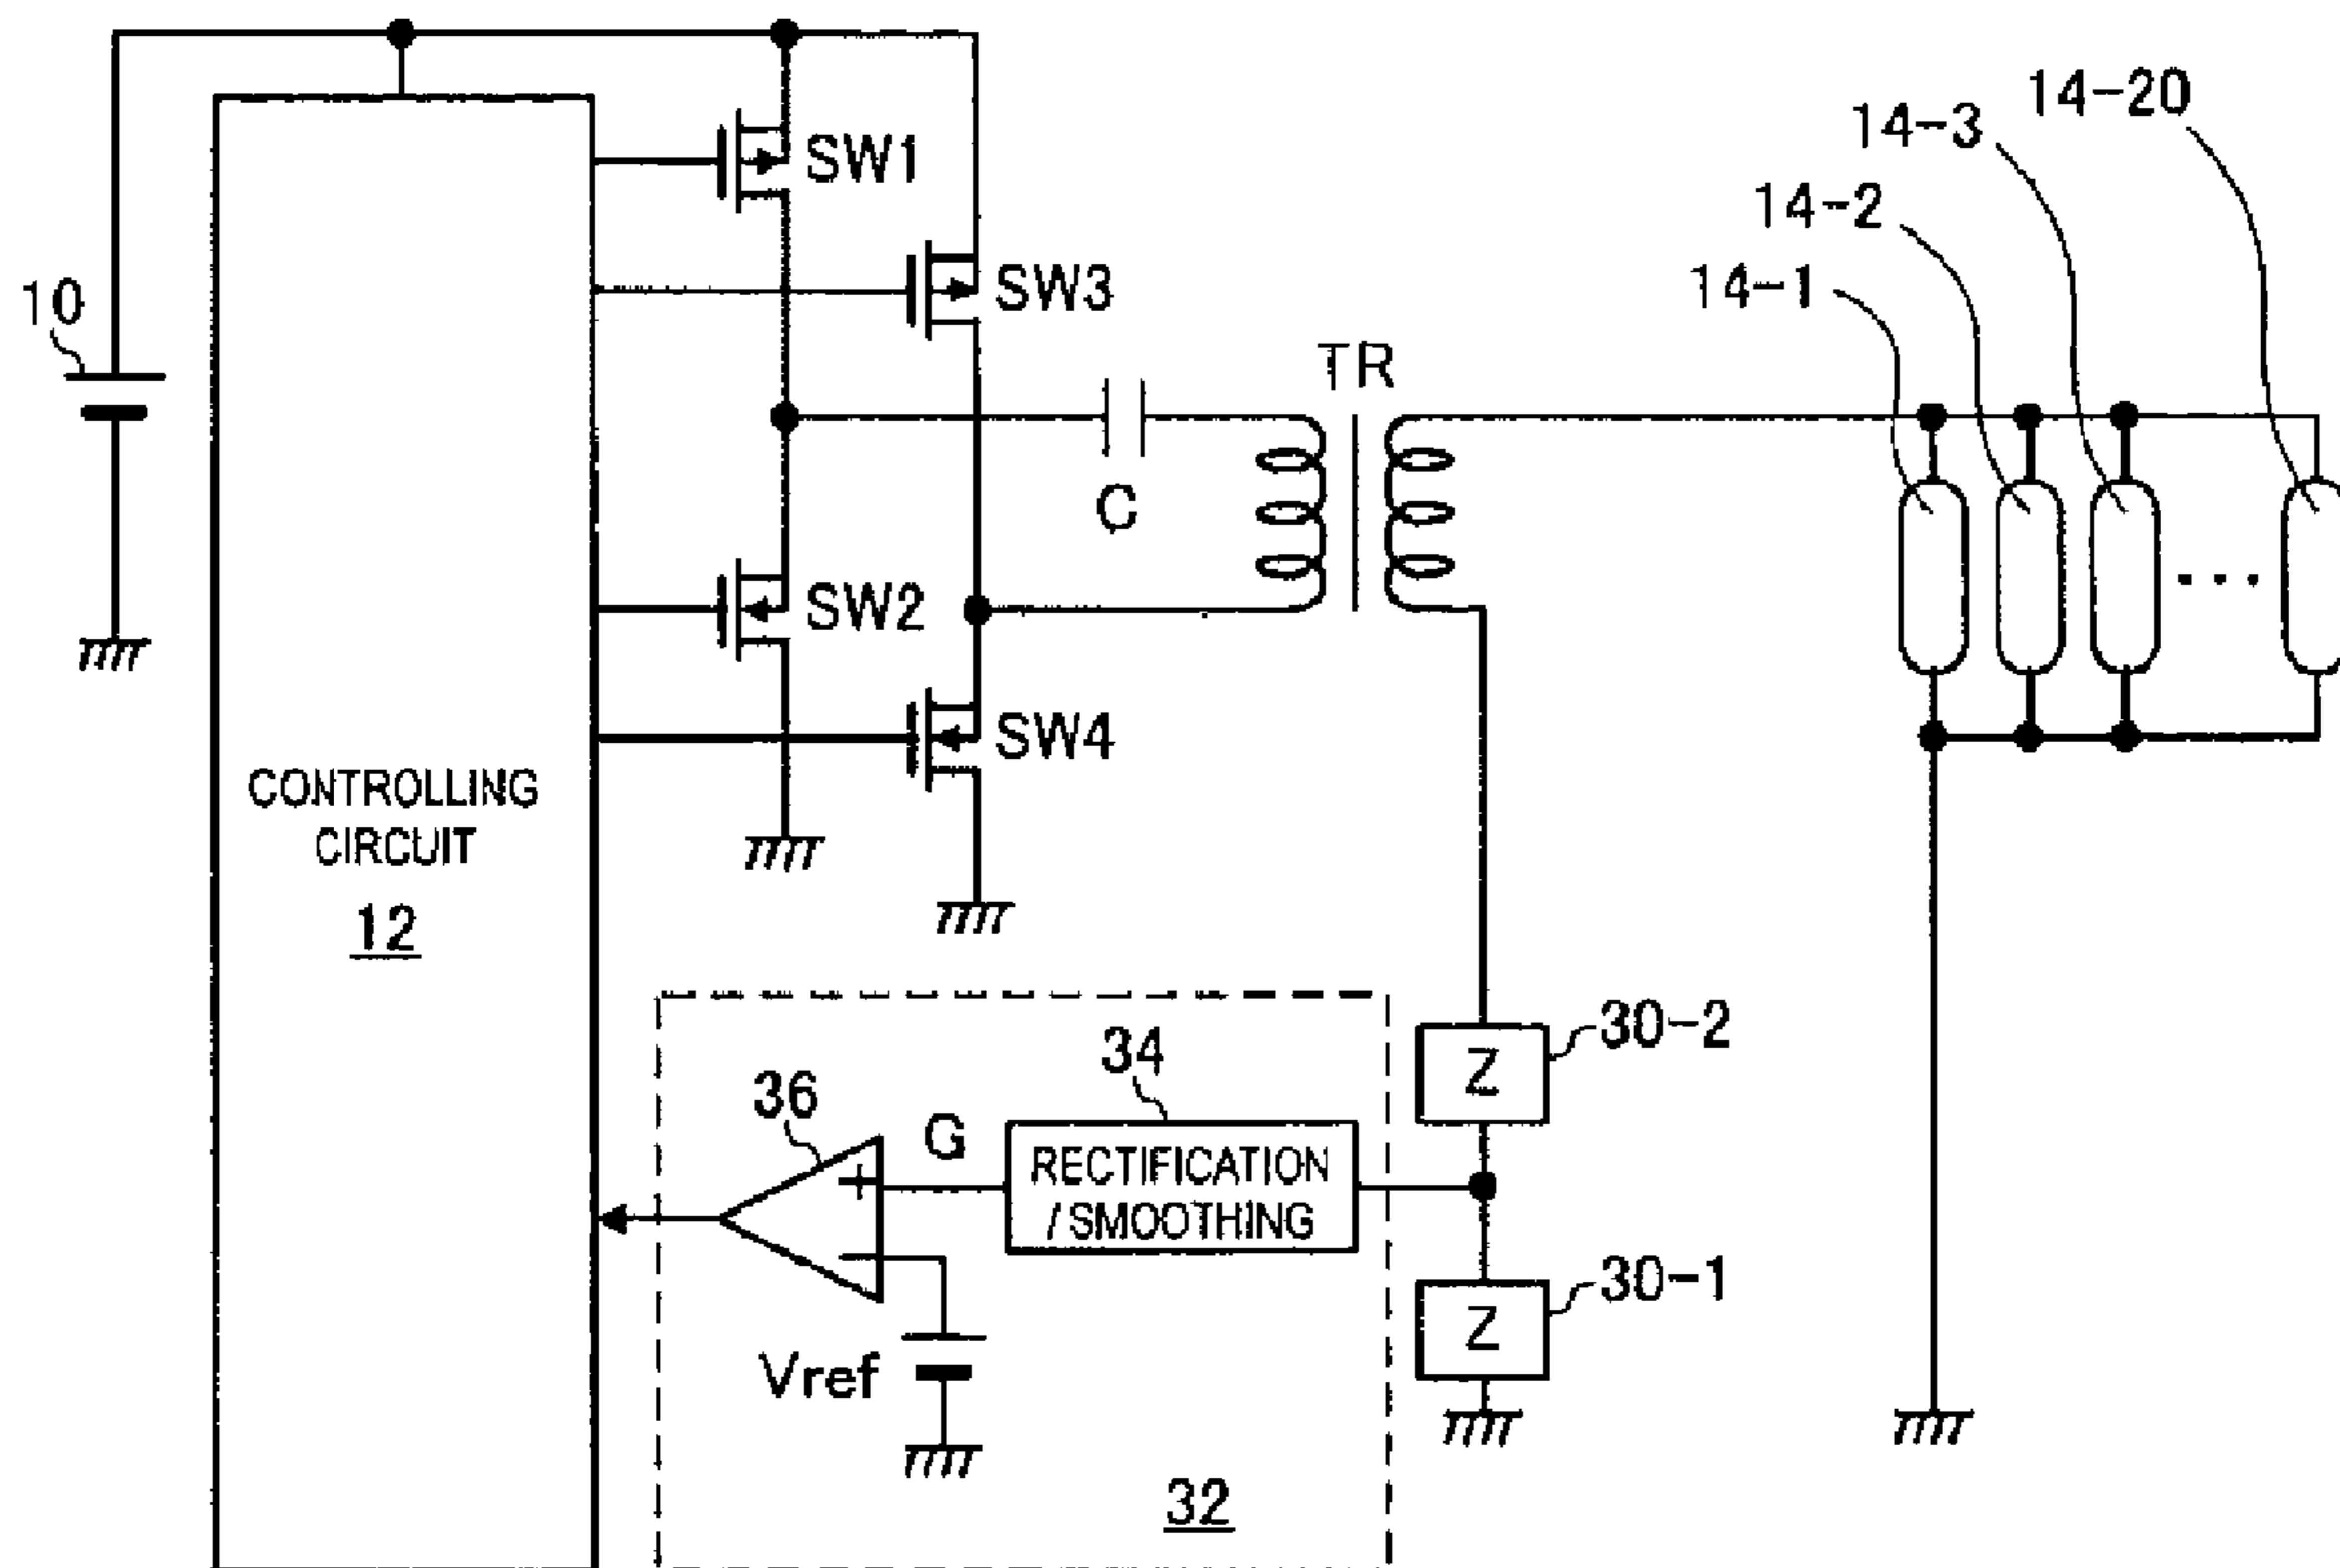 14-20
14-3
SW1
14-2
14-1
10
SW3
TR
C
SW2
SW4
CONTROLLING
CIRCUIT
12
30-2
Z
34
36
G
RECTIFICATION
/ SMOOTHING
+
−
30-1
Z
Vref
32